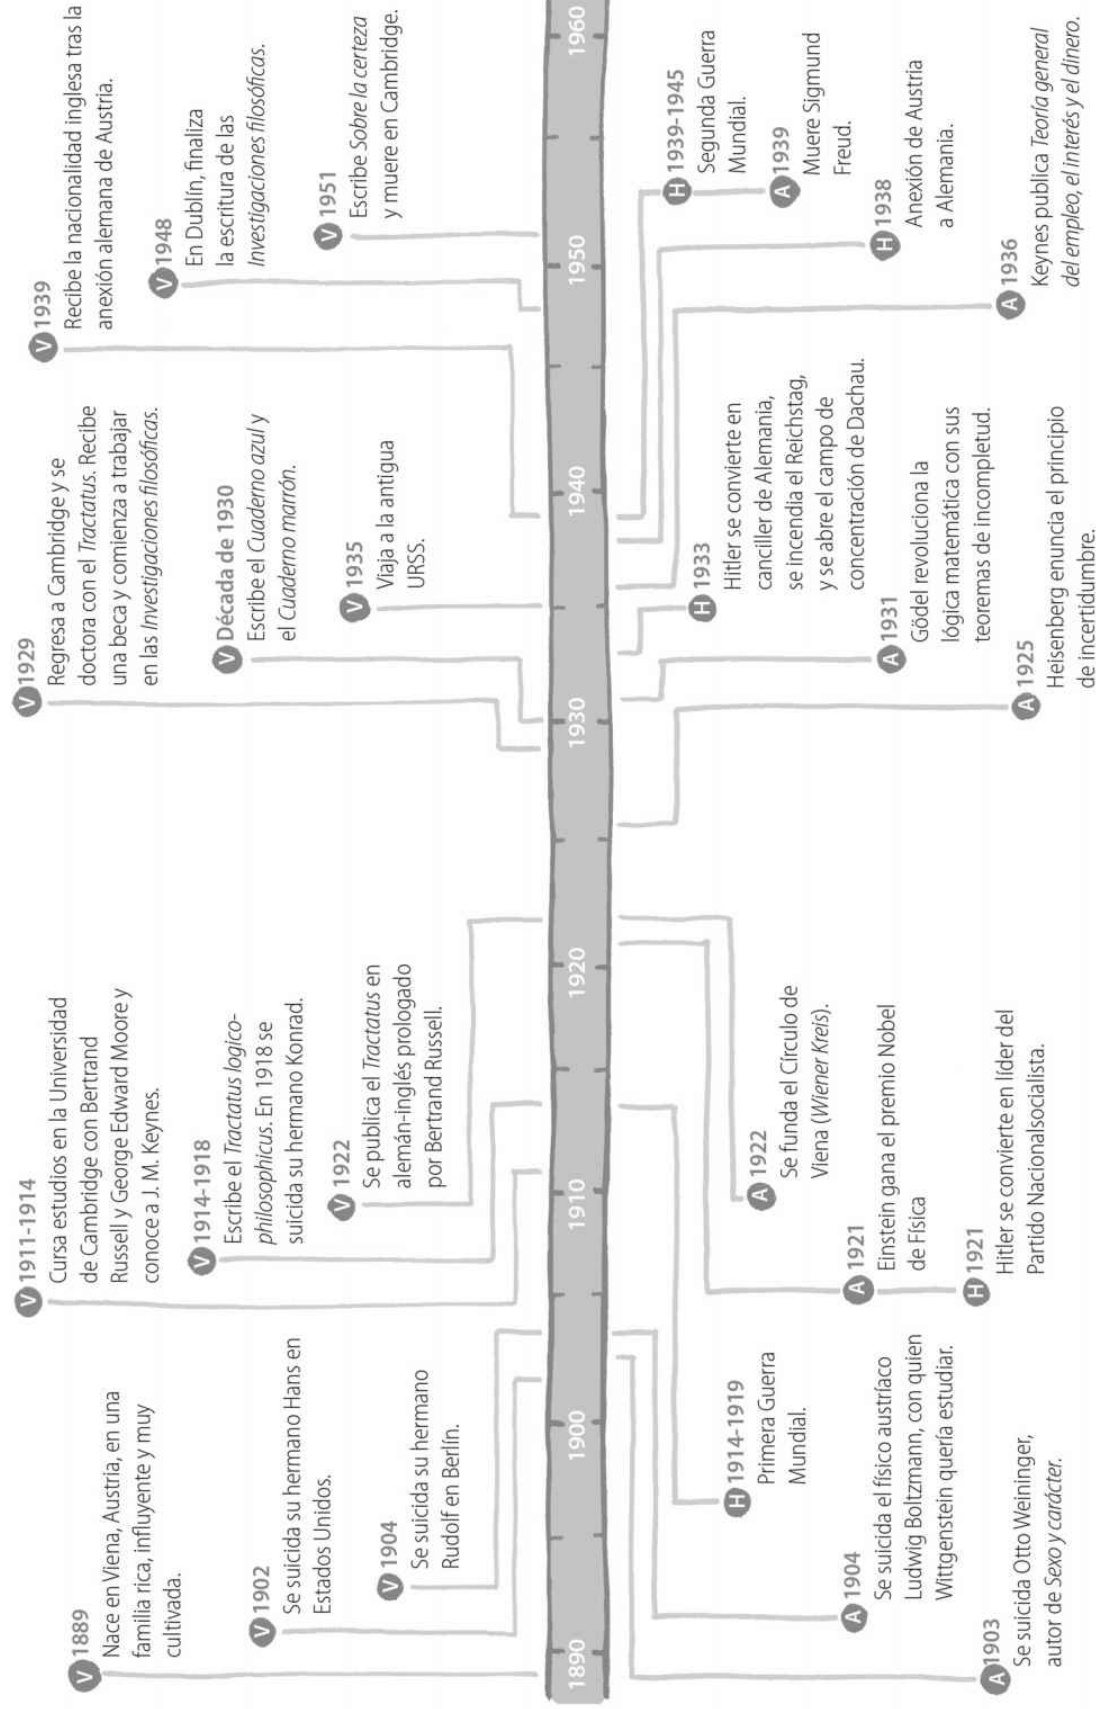 V 1889
Nace en Viena, Austria, en una
familia rica, influyente y muy
cultivada.
V 1902
Se suicida su hermano Hans en
Estados Unidos.
V 1904
Se suicida su hermano
Rudolf en Berlín.
V 1911-1914
Cursa estudios en la Universidad
de Cambridge con Bertrand
Russell y George Edward Moore y
conoce a J. M. Keynes.
V 1914-1918
Escribe el Tractatus logico-
philosophicus. En 1918 se
suicida su hermano Konrad.
V 1922
Se publica el Tractatus en
alemán-inglés prologado
por Bertrand Russell.
V 1929
Regresa a Cambridge y se
doctora con el Tractatus. Recibe
una beca y comienza a trabajar
en las Investigaciones filosóficas.
V Década de 1930
Escribe el Cuaderno azul y
el Cuaderno marrón.
V 1935
Viaja a la antigua
URSS.
V 1939
Recibe la nacionalidad inglesa tras la
anexión alemana de Austria.
V 1948
En Dublín, finaliza
la escritura de las
Investigaciones filosóficas.
V 1951
Escribe Sobre la certeza
y muere en Cambridge.
1890
1900
1910
1920
1930
1940
1950
1960
A 1903
Se suicida Otto Weininger,
autor de Sexo y carácter.
A 1904
Se suicida el físico austríaco
Ludwig Boltzmann, con quien
Wittgenstein quería estudiar.
H 1914-1919
Primera Guerra
Mundial.
A 1921
Einstein gana el premio Nobel
de Física
H 1921
Hitler se convierte en líder del
Partido Nacionalsocialista.
A 1922
Se funda el Círculo de
Viena (Wiener Kreis).
A 1925
Heisenberg enuncia el principio
de incertidumbre.
A 1931
Gödel revoluciona la
lógica matemática con sus
teoremas de incompletud.
H 1933
Hitler se convierte en
canciller de Alemania,
se incendia el Reichstag,
y se abre el campo de
concentración de Dachau.
A 1936
Keynes publica Teoría general
del empleo, el interés y el dinero.
H 1938
Anexión de Austria
a Alemania.
H 1939-1945
Segunda Guerra
Mundial.
A 1939
Muere Sigmund
Freud.